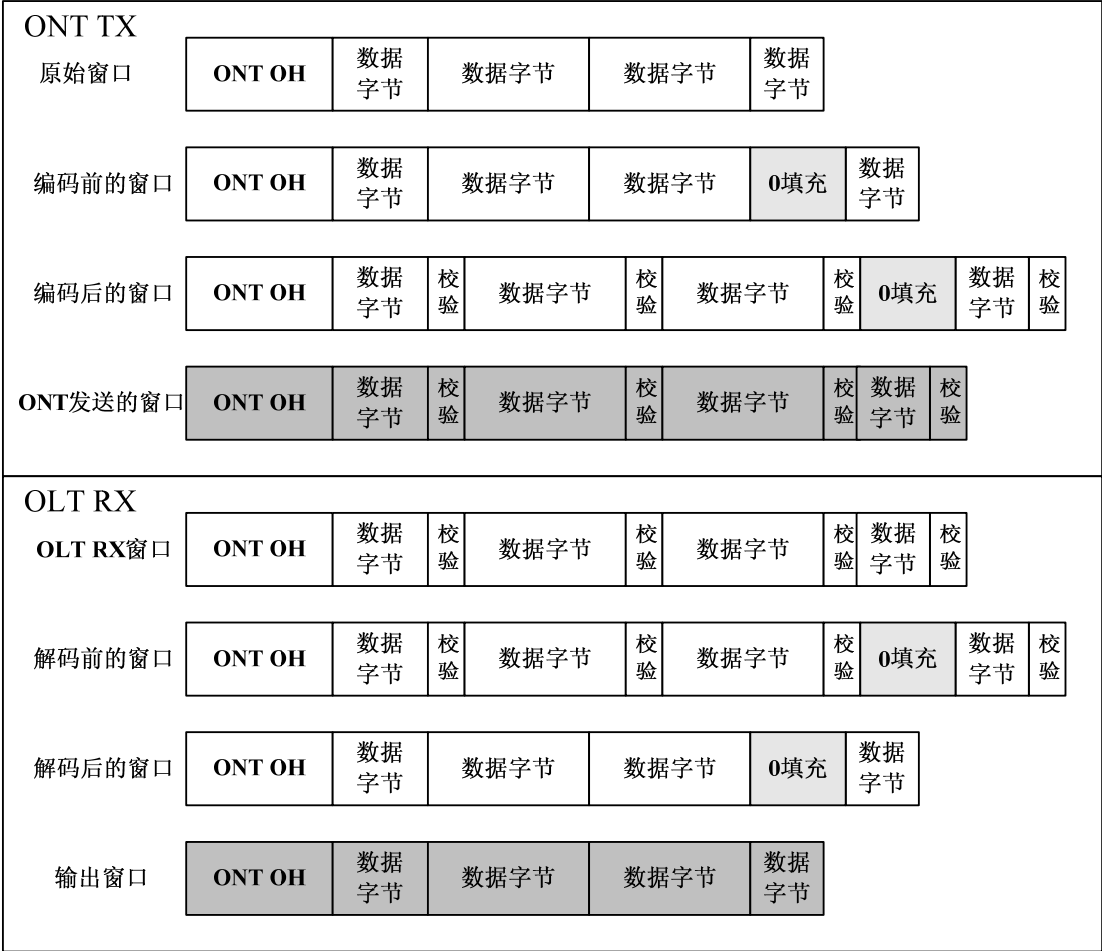 ONT TX
原始窗口 ONT OH 数据字节 数据字节 数据字节 数据字节
编码前的窗口 ONT OH 数据字节 数据字节 数据字节 0填充 数据字节
编码后的窗口 ONT OH 数据字节 校验 数据字节 校验 数据字节 校验 0填充 数据字节 校验
ONT发送的窗口 ONT OH 数据字节 校验 数据字节 校验 数据字节 校验 数据字节 校验
OLT RX
OLT RX窗口 ONT OH 数据字节 校验 数据字节 校验 数据字节 校验 数据字节 校验
解码前的窗口 ONT OH 数据字节 校验 数据字节 校验 数据字节 校验 0填充 数据字节 校验
解码后的窗口 ONT OH 数据字节 数据字节 数据字节 0填充 数据字节
输出窗口 ONT OH 数据字节 数据字节 数据字节 数据字节